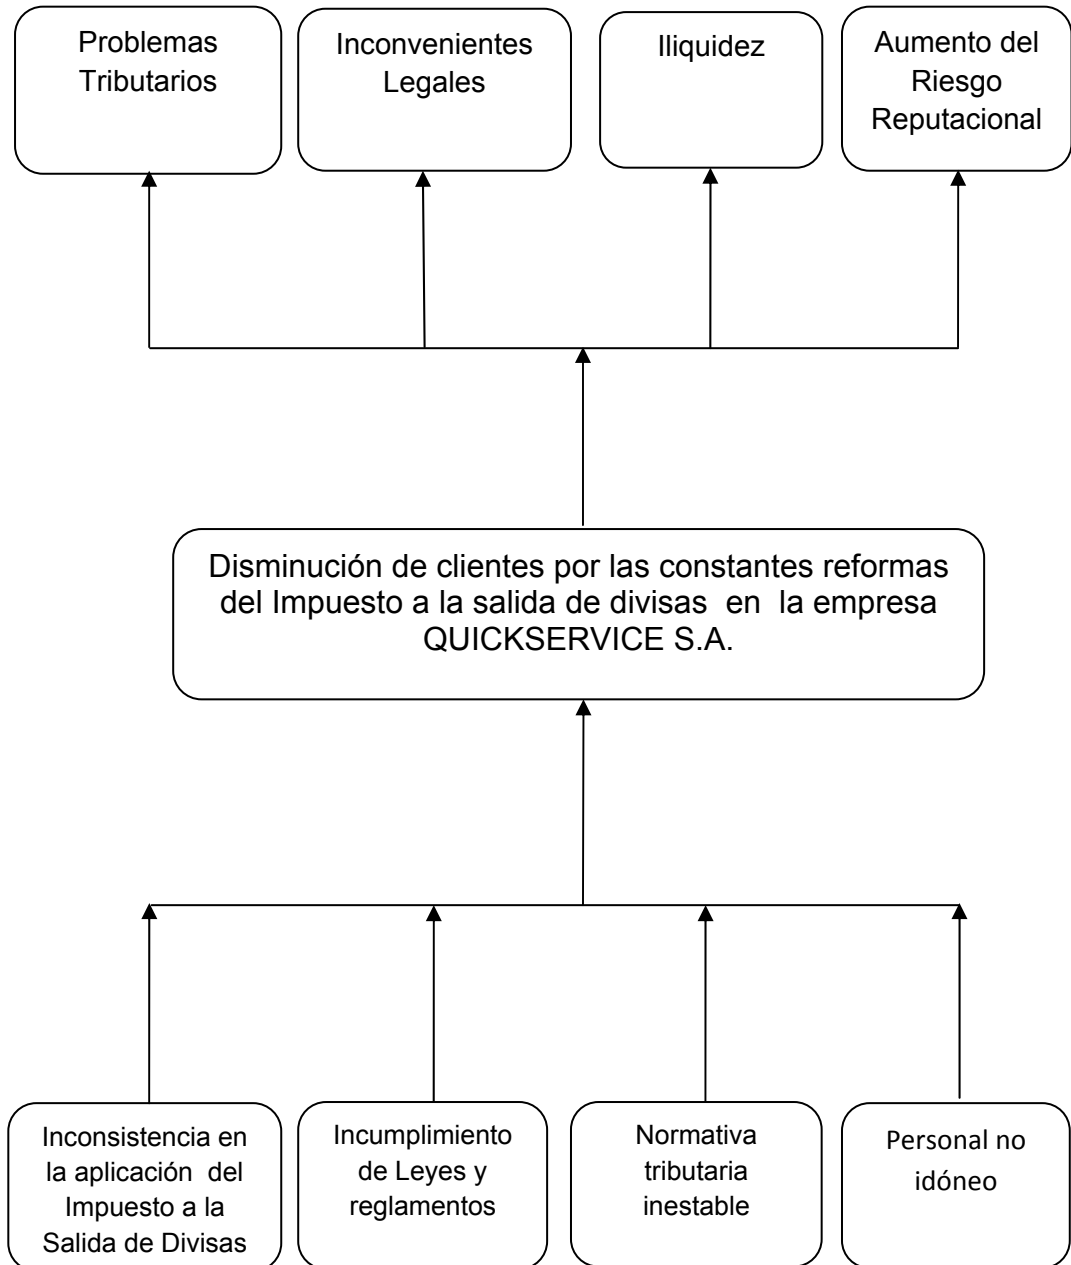 Problemas
Tributarios
Inconvenientes
Legales
Iliquidez
Aumento del
Riesgo
Reputacional
Disminución de clientes por las constantes reformas
del Impuesto a la salida de divisas en la empresa
QUICKSERVICE S.A.
Inconsistencia en
la aplicación del
Impuesto a la
Salida de Divisas
Incumplimiento
de Leyes y
reglamentos
Normativa
tributaria
inestable
Personal no
idóneo